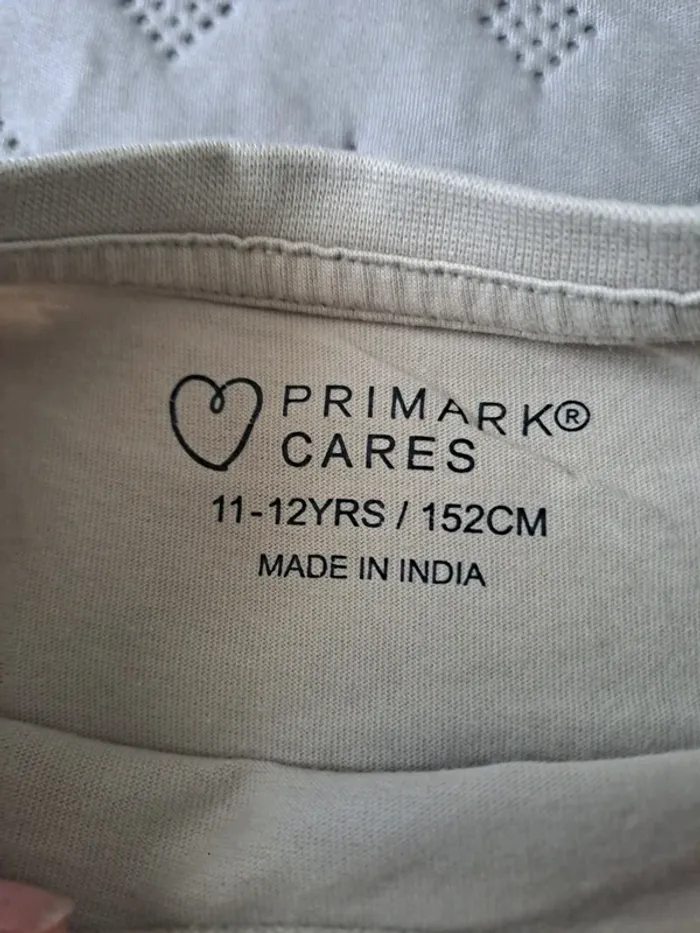 PRIMARK®
CARES
11-12YRS / 152CM
MADE IN INDIA